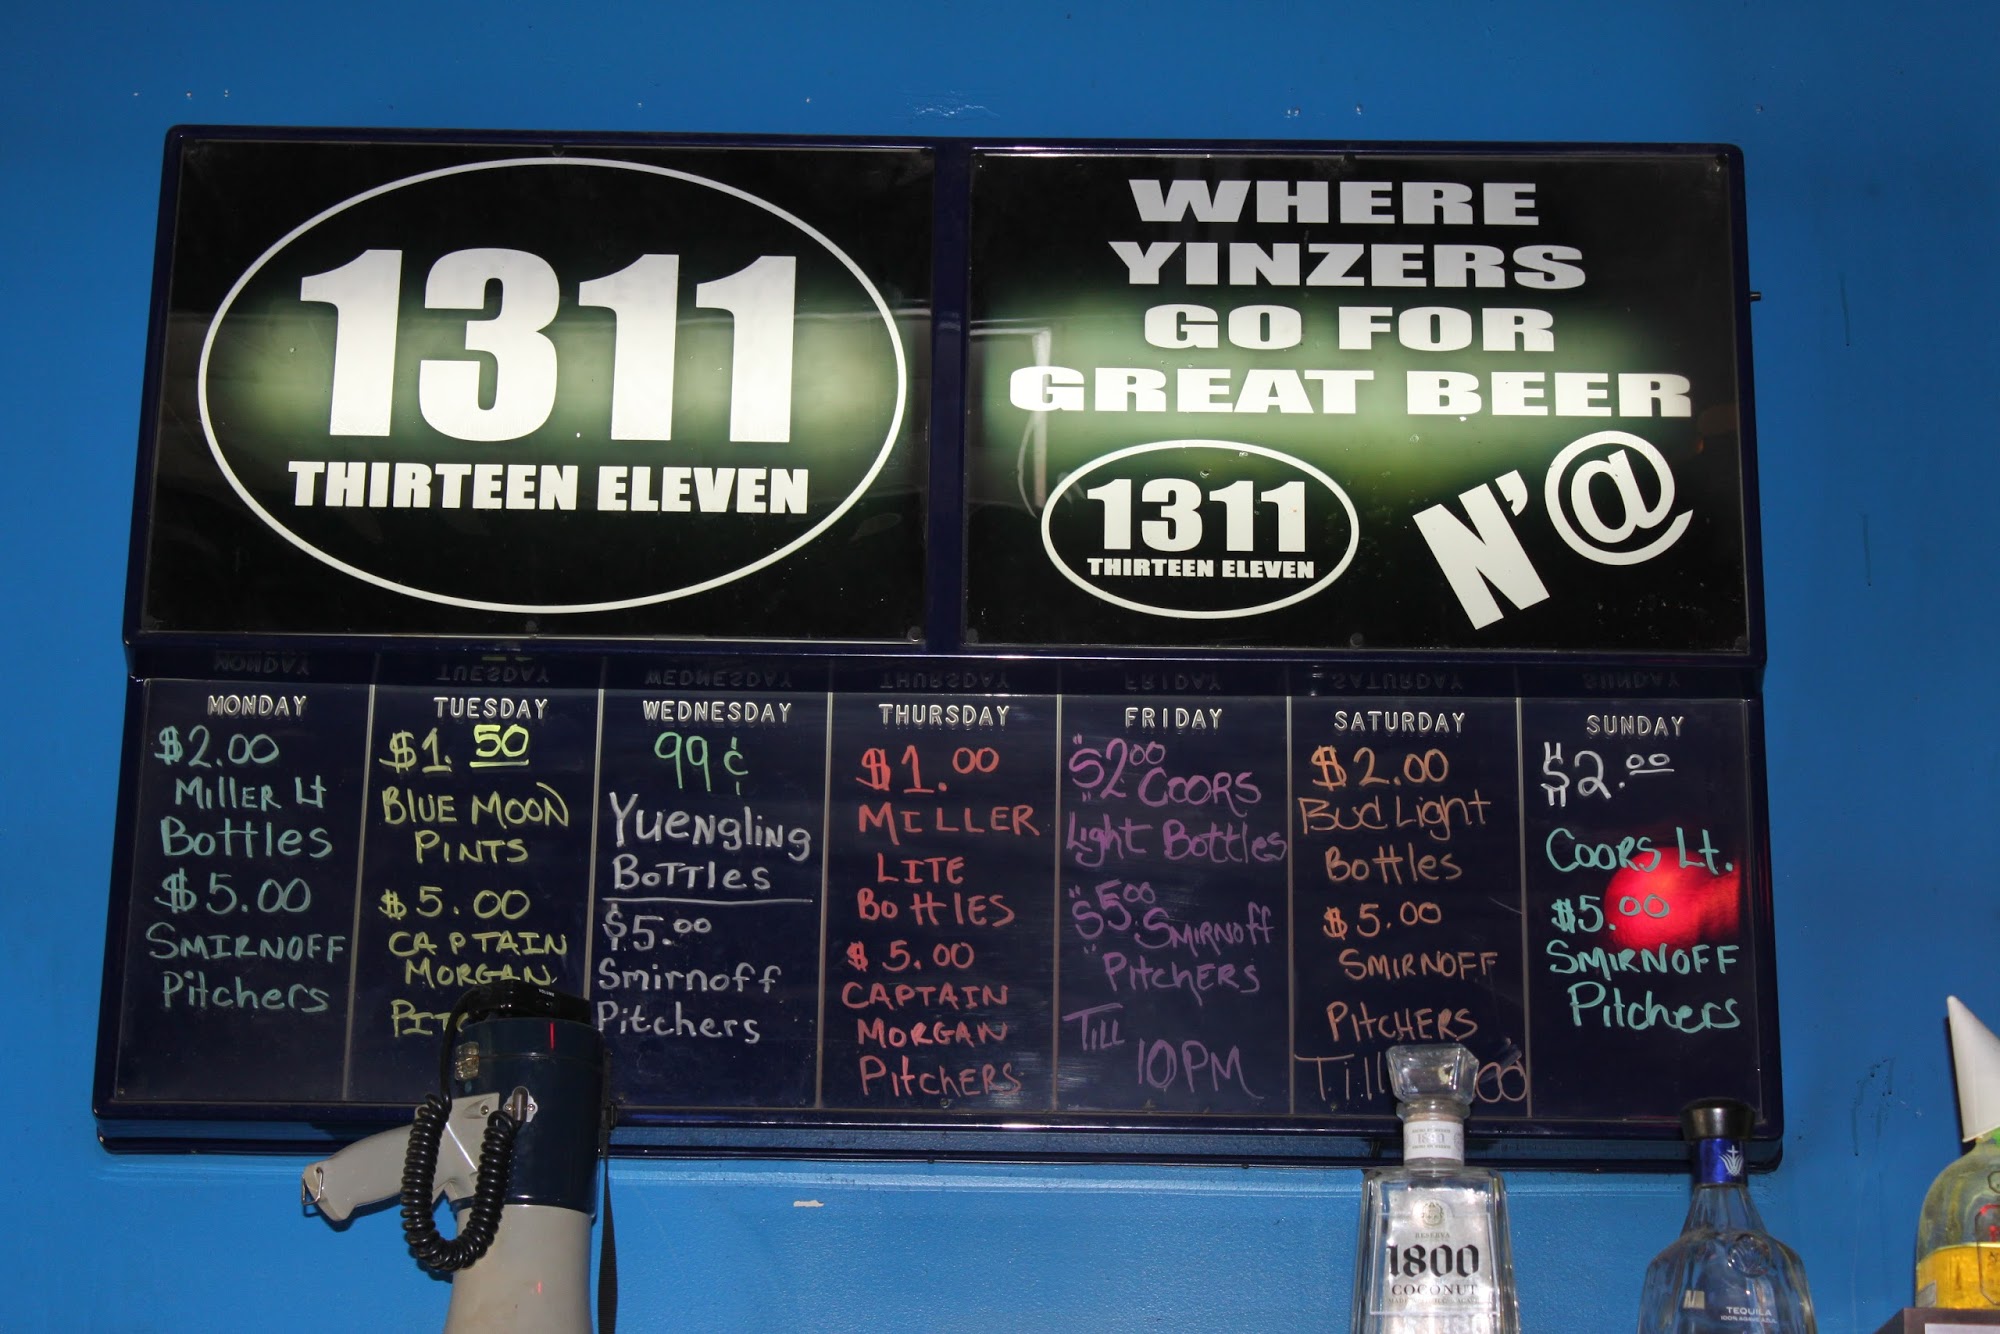 1311
THIRTEEN ELEVEN
WHERE
YINZERS
GO FOR
GREAT BEER
1311
THIRTEEN ELEVEN
N'@
MONDAY
$2.00
MILLER Lt
Bottles
$5.00
SMIRNOFF
Pitchers
TUESDAY
$1.50
BLUE MOON
PINTS
$5.00
CAPTAIN
MORGAN
WEDNESDAY
99¢
Yuengling
BOTTLES
$5.00
Smirnoff
Pitchers
THURSDAY
$1.00
MILLER
LITE
BottLES
$5.00
CAPTAIN
MORGAN
PitcHERS
FRIDAY
$2.00 COORS
Light Bottles
$5.00 SMIRNOFF
PitcHERS
TILL
10PM
SATURDAY
$2.00
Bud Light
Bottles
$5.00
SMIRNOFF
PITCHERS
Till
SUNDAY
$2.00
COORS Lt.
$5.00
SMIRNOFF
Pitchers
1800
RESERVA
1800
COCONUT
TEQUILA